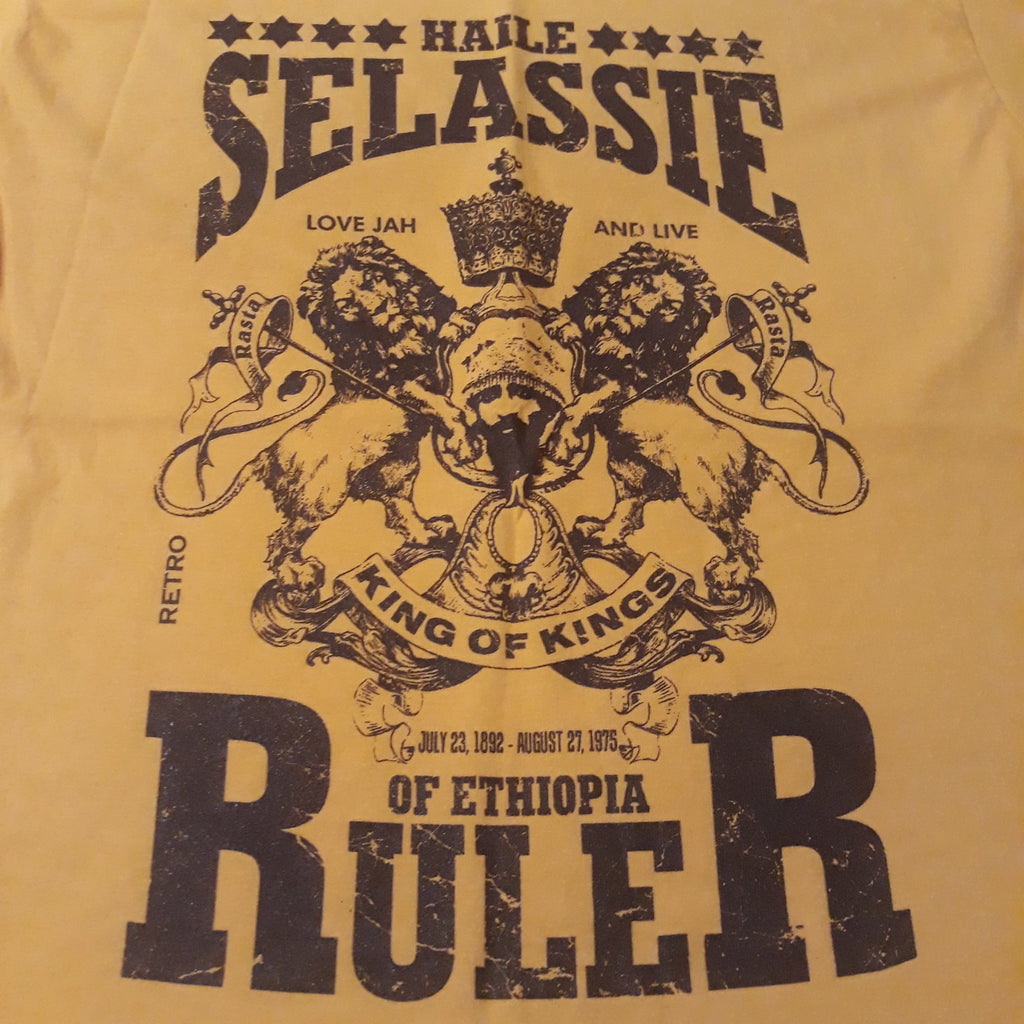 HAILE
SELASSIE
LOVE JAH AND LIVE
Rasta Rasta
RETRO
KING OF KINGS
JULY 23, 1892 - AUGUST 27, 1975
OF ETHIOPIA
RULER